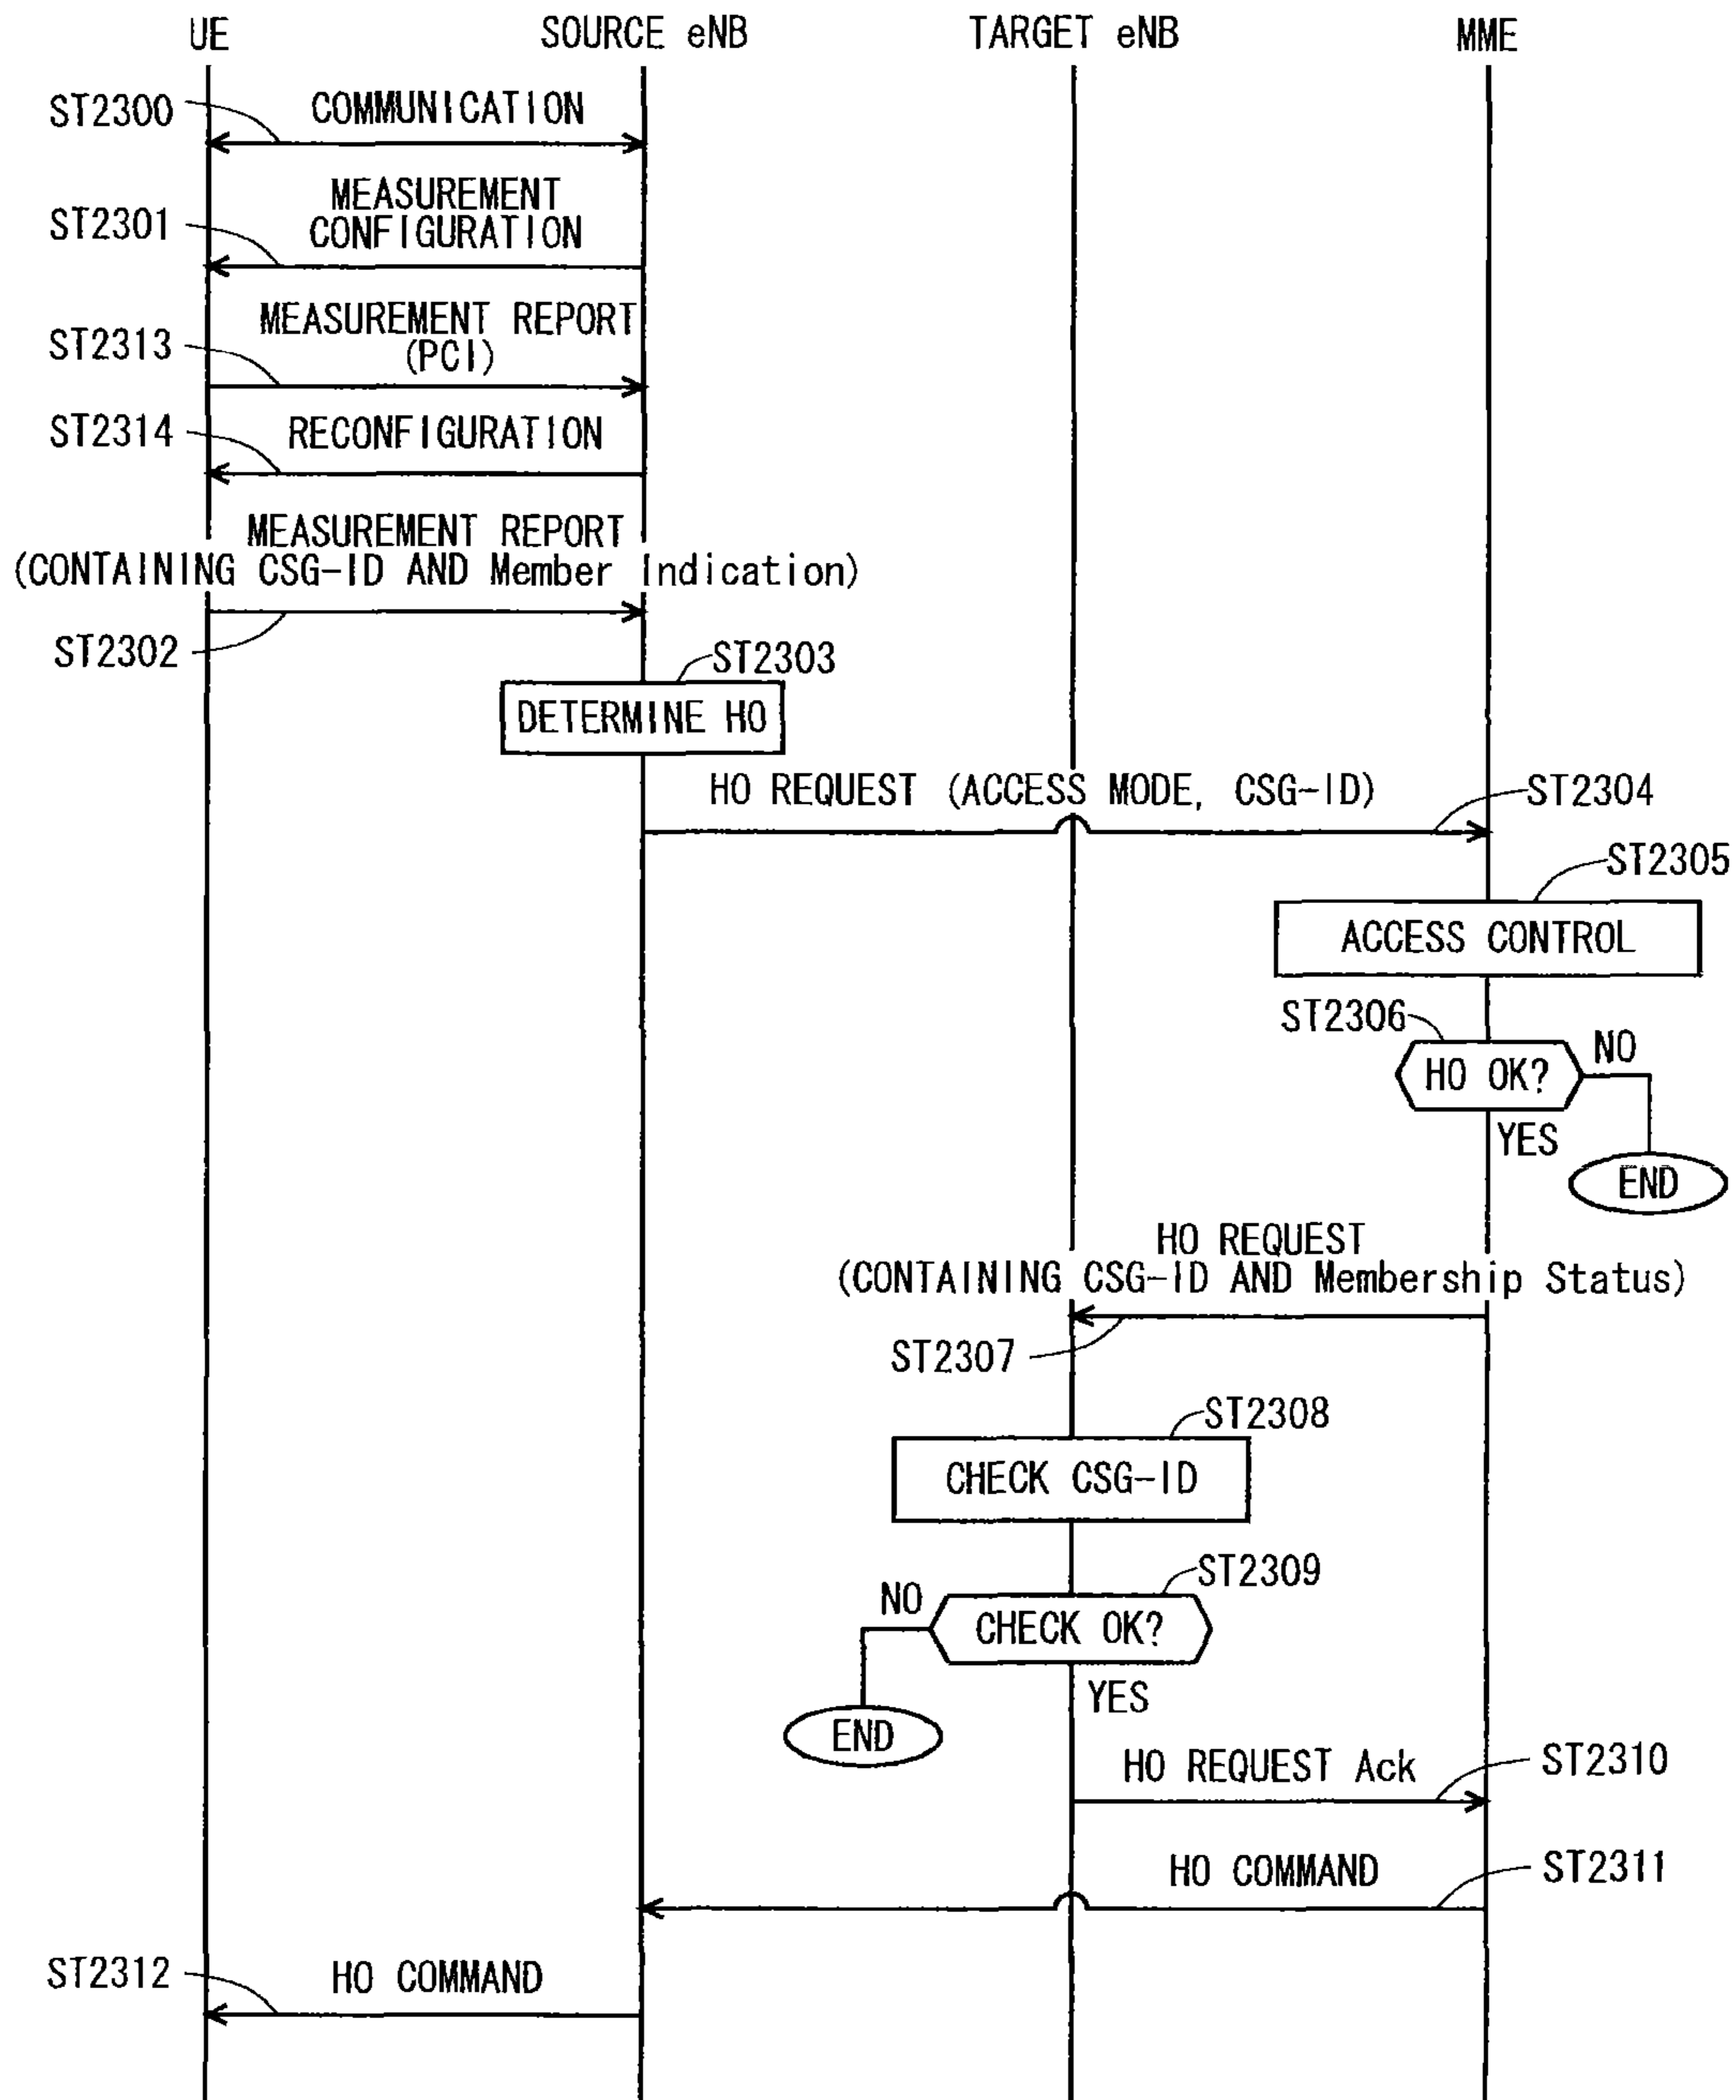 UE SOURCE eNB TARGET eNB MME
ST2300 COMMUNICATION
MEASUREMENT
ST2301 CONFIGURATION
MEASUREMENT REPORT
ST2313 (PCI)
ST2314 RECONFIGURATION
MEASUREMENT REPORT
(CONTAINING CSG-ID AND Member Indication)
ST2302
ST2303
DETERMINE HO
HO REQUEST (ACCESS MODE, CSG-ID) ST2304
ST2305
ACCESS CONTROL
ST2306
HO OK? NO
YES
END
HO REQUEST
(CONTAINING CSG-ID AND Membership Status)
ST2307
ST2308
CHECK CSG-ID
ST2309
NO CHECK OK?
YES
END
HO REQUEST Ack ST2310
HO COMMAND ST2311
ST2312 HO COMMAND